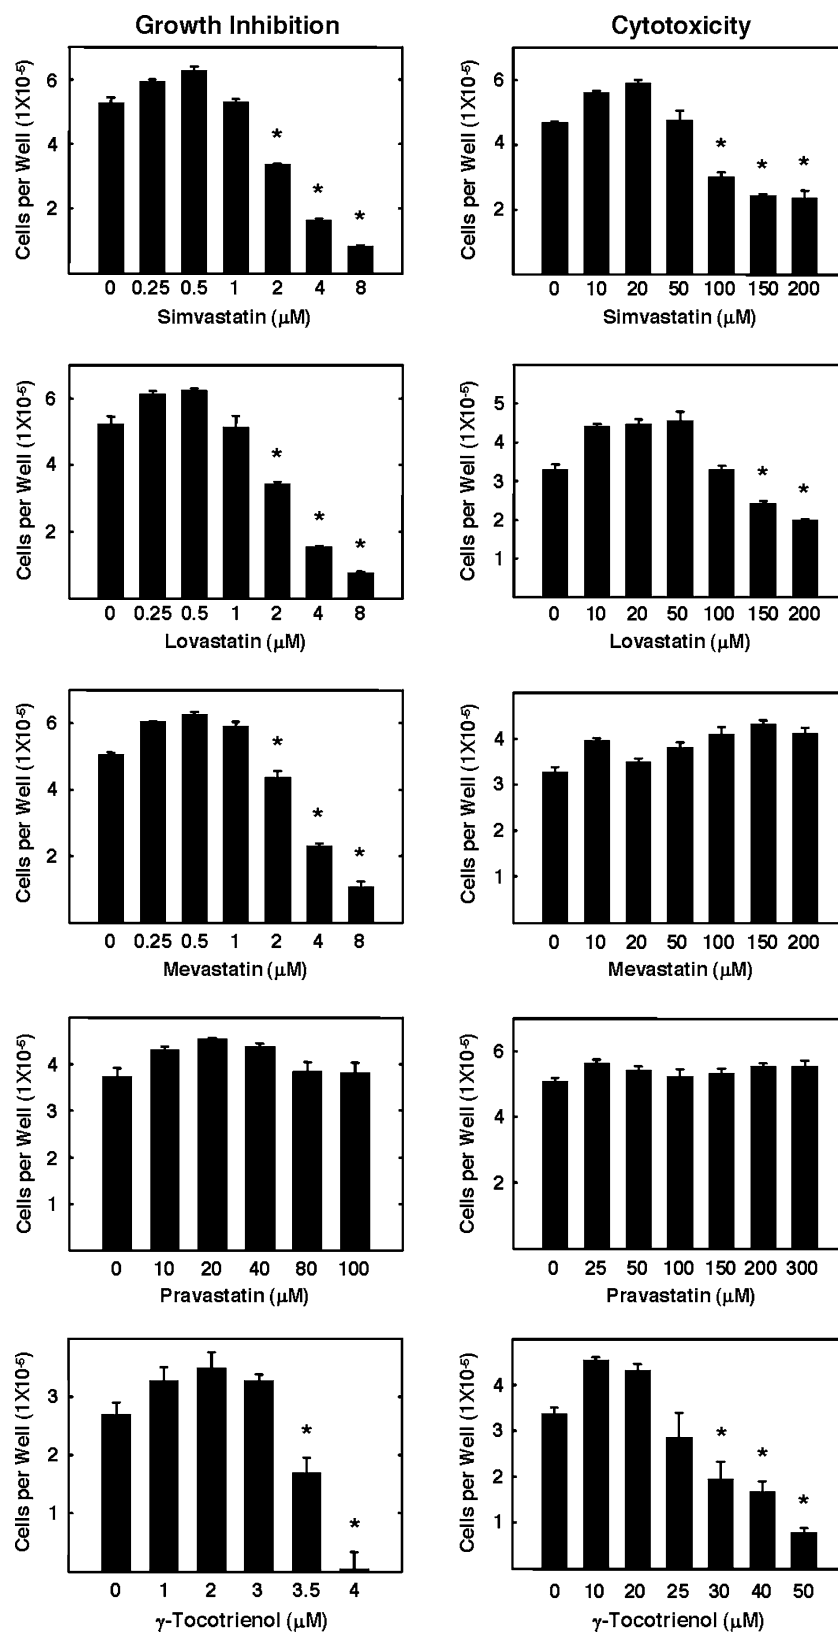 Growth Inhibition
Cells per Well (1X10⁻⁵)
6
4
2
*
*
*
0 0.25 0.5 1 2 4 8
Simvastatin (μM)
Cytotoxicity
Cells per Well (1X10⁻⁵)
6
4
2
*
*
*
0 10 20 50 100 150 200
Simvastatin (μM)
Cells per Well (1X10⁻⁵)
6
4
2
*
*
*
0 0.25 0.5 1 2 4 8
Lovastatin (μM)
Cells per Well (1X10⁻⁵)
5
4
3
2
1
*
*
0 10 20 50 100 150 200
Lovastatin (μM)
Cells per Well (1X10⁻⁵)
6
4
2
*
*
*
0 0.25 0.5 1 2 4 8
Mevastatin (μM)
Cells per Well (1X10⁻⁵)
4
3
2
1
0 10 20 50 100 150 200
Mevastatin (μM)
Cells per Well (1X10⁻⁵)
4
3
2
1
0 10 20 40 80 100
Pravastatin (μM)
Cells per Well (1X10⁻⁵)
6
4
2
0 25 50 100 150 200 300
Pravastatin (μM)
Cells per Well (1X10⁻⁵)
3
2
1
*
*
0 1 2 3 3.5 4
γ-Tocotrienol (μM)
Cells per Well (1X10⁻⁵)
4
3
2
1
*
*
*
0 10 20 25 30 40 50
γ-Tocotrienol (μM)